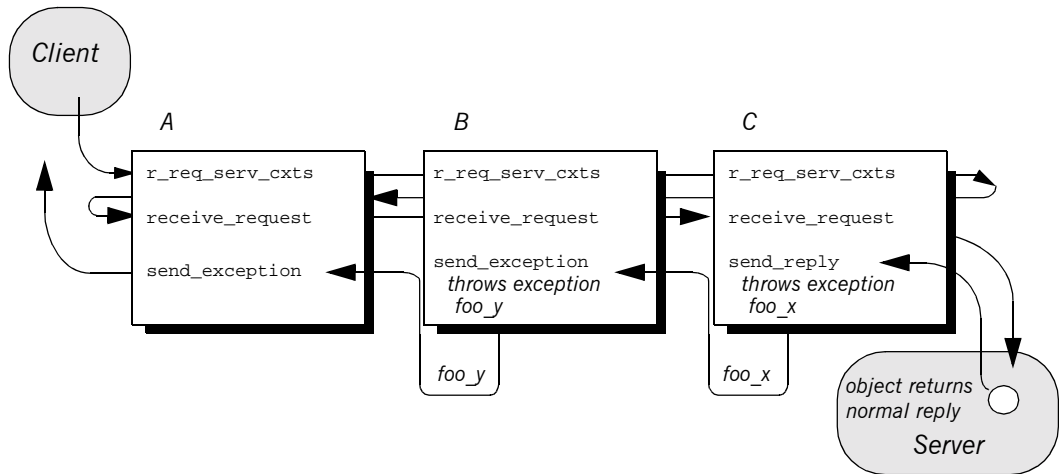 Client
A
B
C
r_req_serv_cxts
receive_request
send_exception
r_req_serv_cxts
receive_request
send_exception
throws exception
foo_y
r_req_serv_cxts
receive_request
send_reply
throws exception
foo_x
foo_y
foo_x
object returns
normal reply
Server